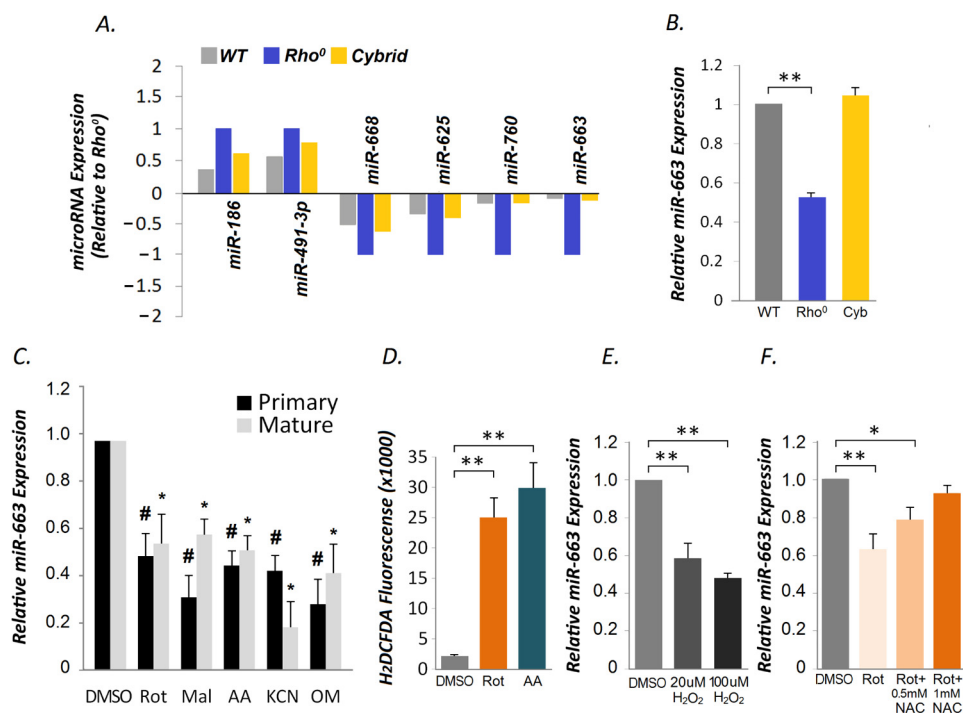 A.
WT Rho⁰ Cybrid
microRNA Expression
(Relative to Rho⁰)
2
1.5
1
0.5
0
−0.5
−1
−1.5
−2
miR-186
miR-491-3p
miR-668
miR-625
miR-760
miR-663
B.
Relative miR-663 Expression
1.2
1
0.8
0.6
0.4
0.2
0
**
WT Rho⁰ Cyb
C.
Relative miR-663 Expression
1.2
1.0
0.8
0.6
0.4
0.2
0
Primary
Mature
# * # * # * # * # *
DMSO Rot Mal AA KCN OM
D.
H₂DCFDA Fluorescense (x1000)
35
30
25
20
15
10
5
0
**
**
DMSO Rot AA
E.
Relative miR-663 Expression
1.2
1.0
0.8
0.6
0.4
0.2
0
**
**
DMSO 20uM 100uM
H₂O₂ H₂O₂
F.
Relative miR-663 Expression
1.2
1.0
0.8
0.6
0.4
0.2
0
*
**
DMSO Rot Rot+ Rot+
0.5mM 1mM
NAC NAC